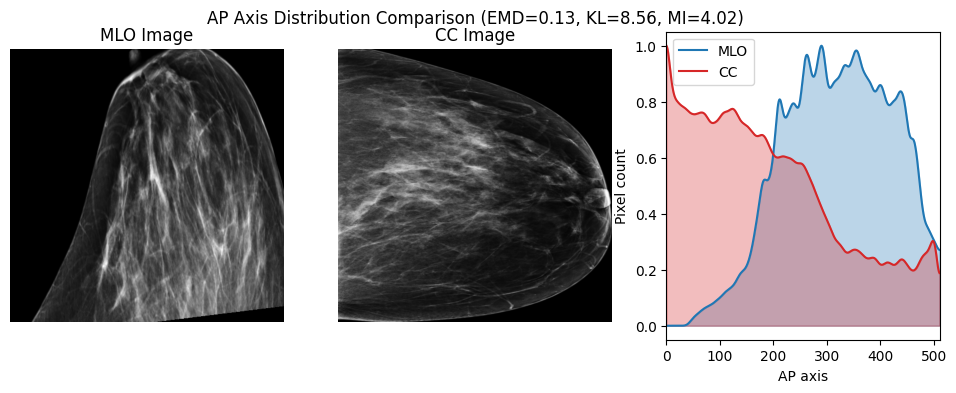 AP Axis Distribution Comparison (EMD=0.13, KL=8.56, MI=4.02)
MLO Image
CC Image
MLO
CC
1.0
0.8
0.6
0.4
0.2
0.0
Pixel count
0 100 200 300 400 500
AP axis